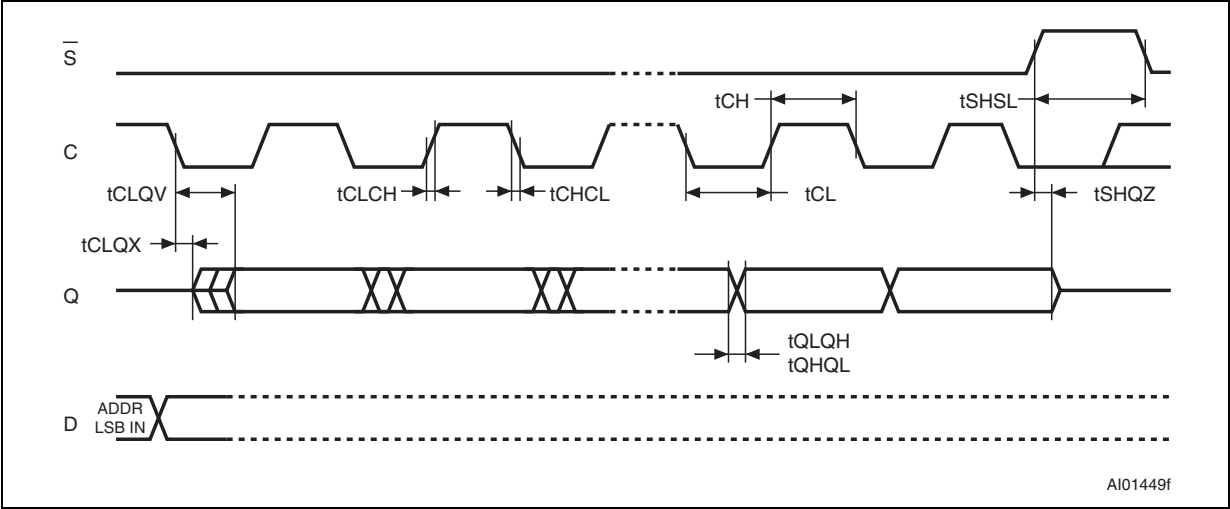 S
tCH
tSHSL
C
tCLQV
tCLCH
tCHCL
tCL
tSHQZ
tCLQX
Q
tQLQH
tQHQL
D
ADDR
LSB IN
AI01449f